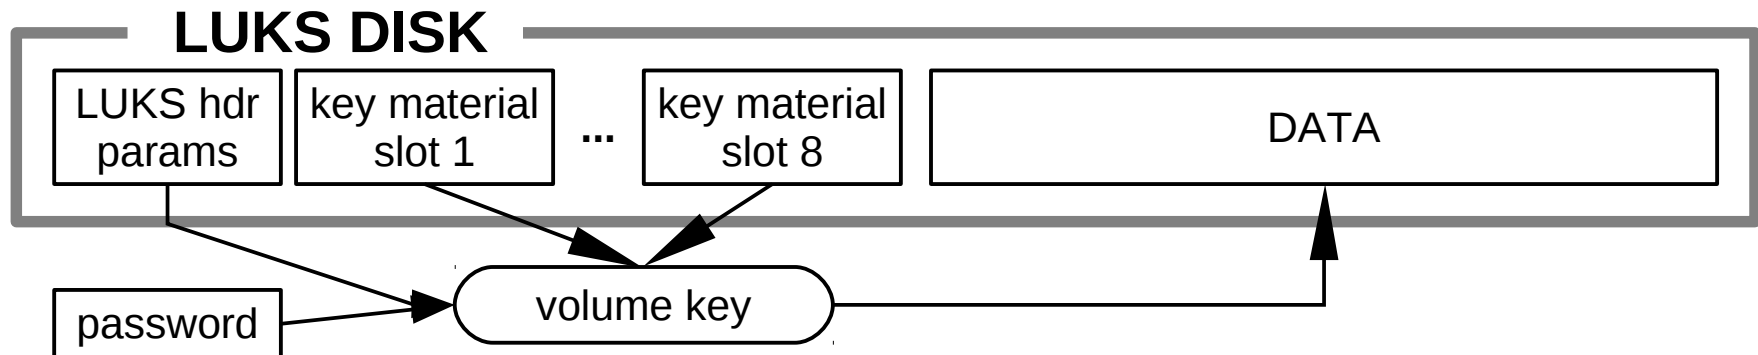 LUKS DISK
LUKS hdr
params
key material
slot 1
...
key material
slot 8
DATA
volume key
password